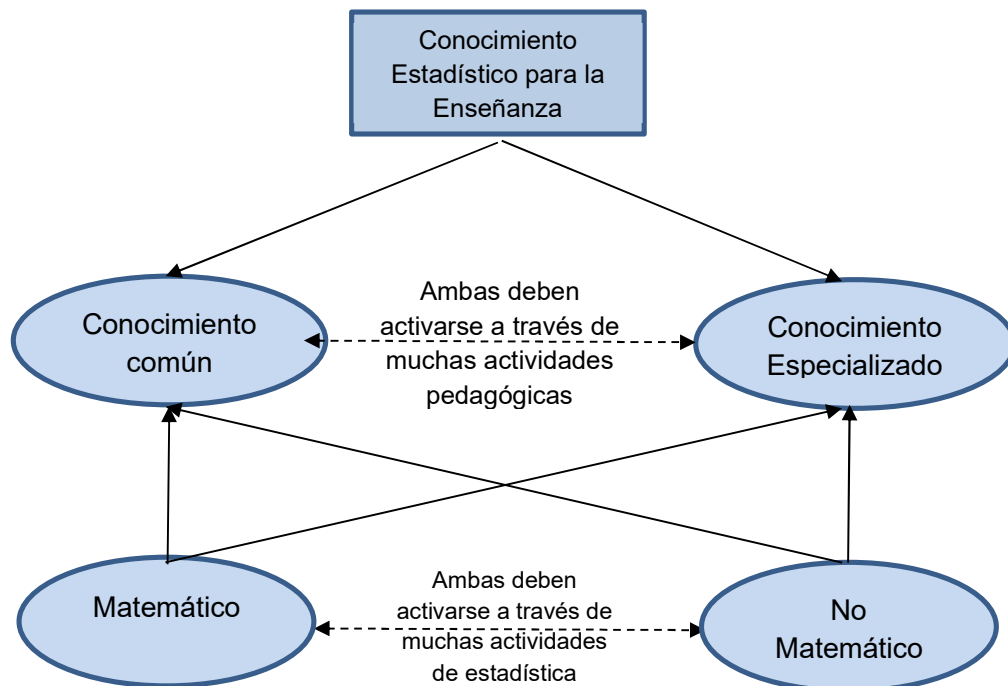 Conocimiento
Estadístico para la
Enseñanza
Conocimiento
común
Ambas deben
activarse a través de
muchas actividades
pedagógicas
Conocimiento
Especializado
Matemático
Ambas deben
activarse a través de
muchas actividades
de estadística
No
Matemático